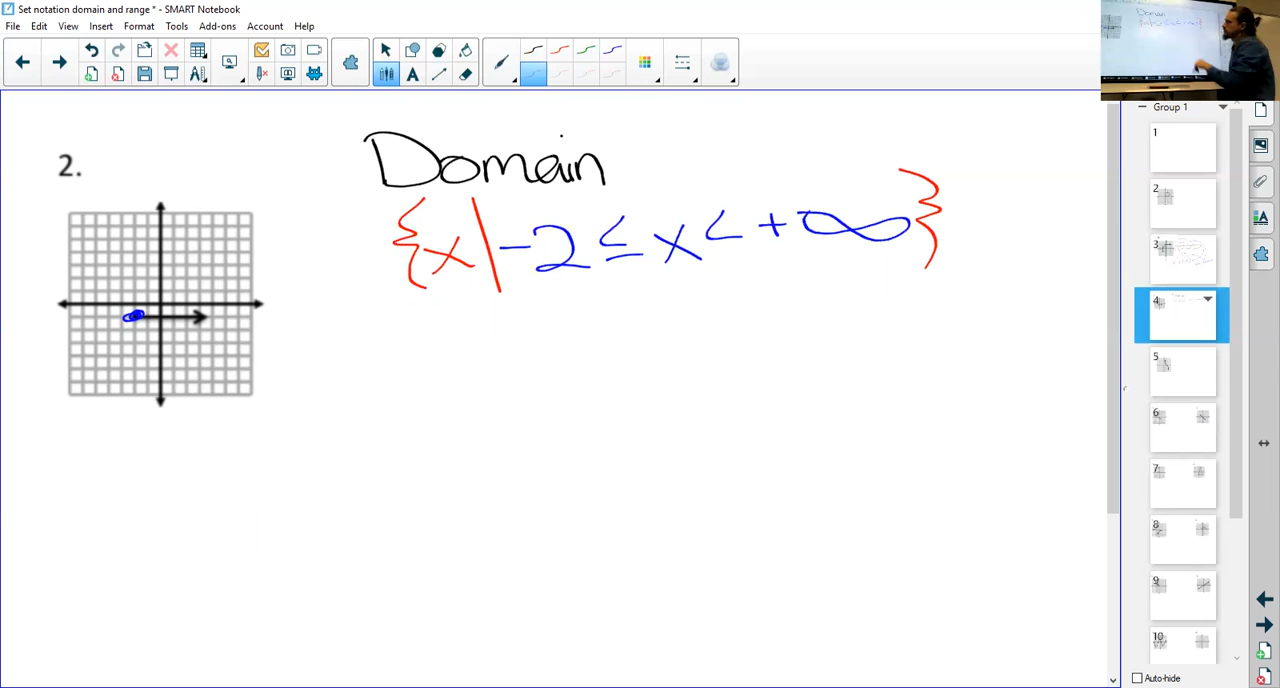 Set notation domain and range * - SMART Notebook
File Edit View Insert Format Tools Add-ons Account Help
Group 1
2.
Domain
{x|-2 ≤ x < +∞}
1
2
3
4
5
6
7
8
9
10
Auto-hide